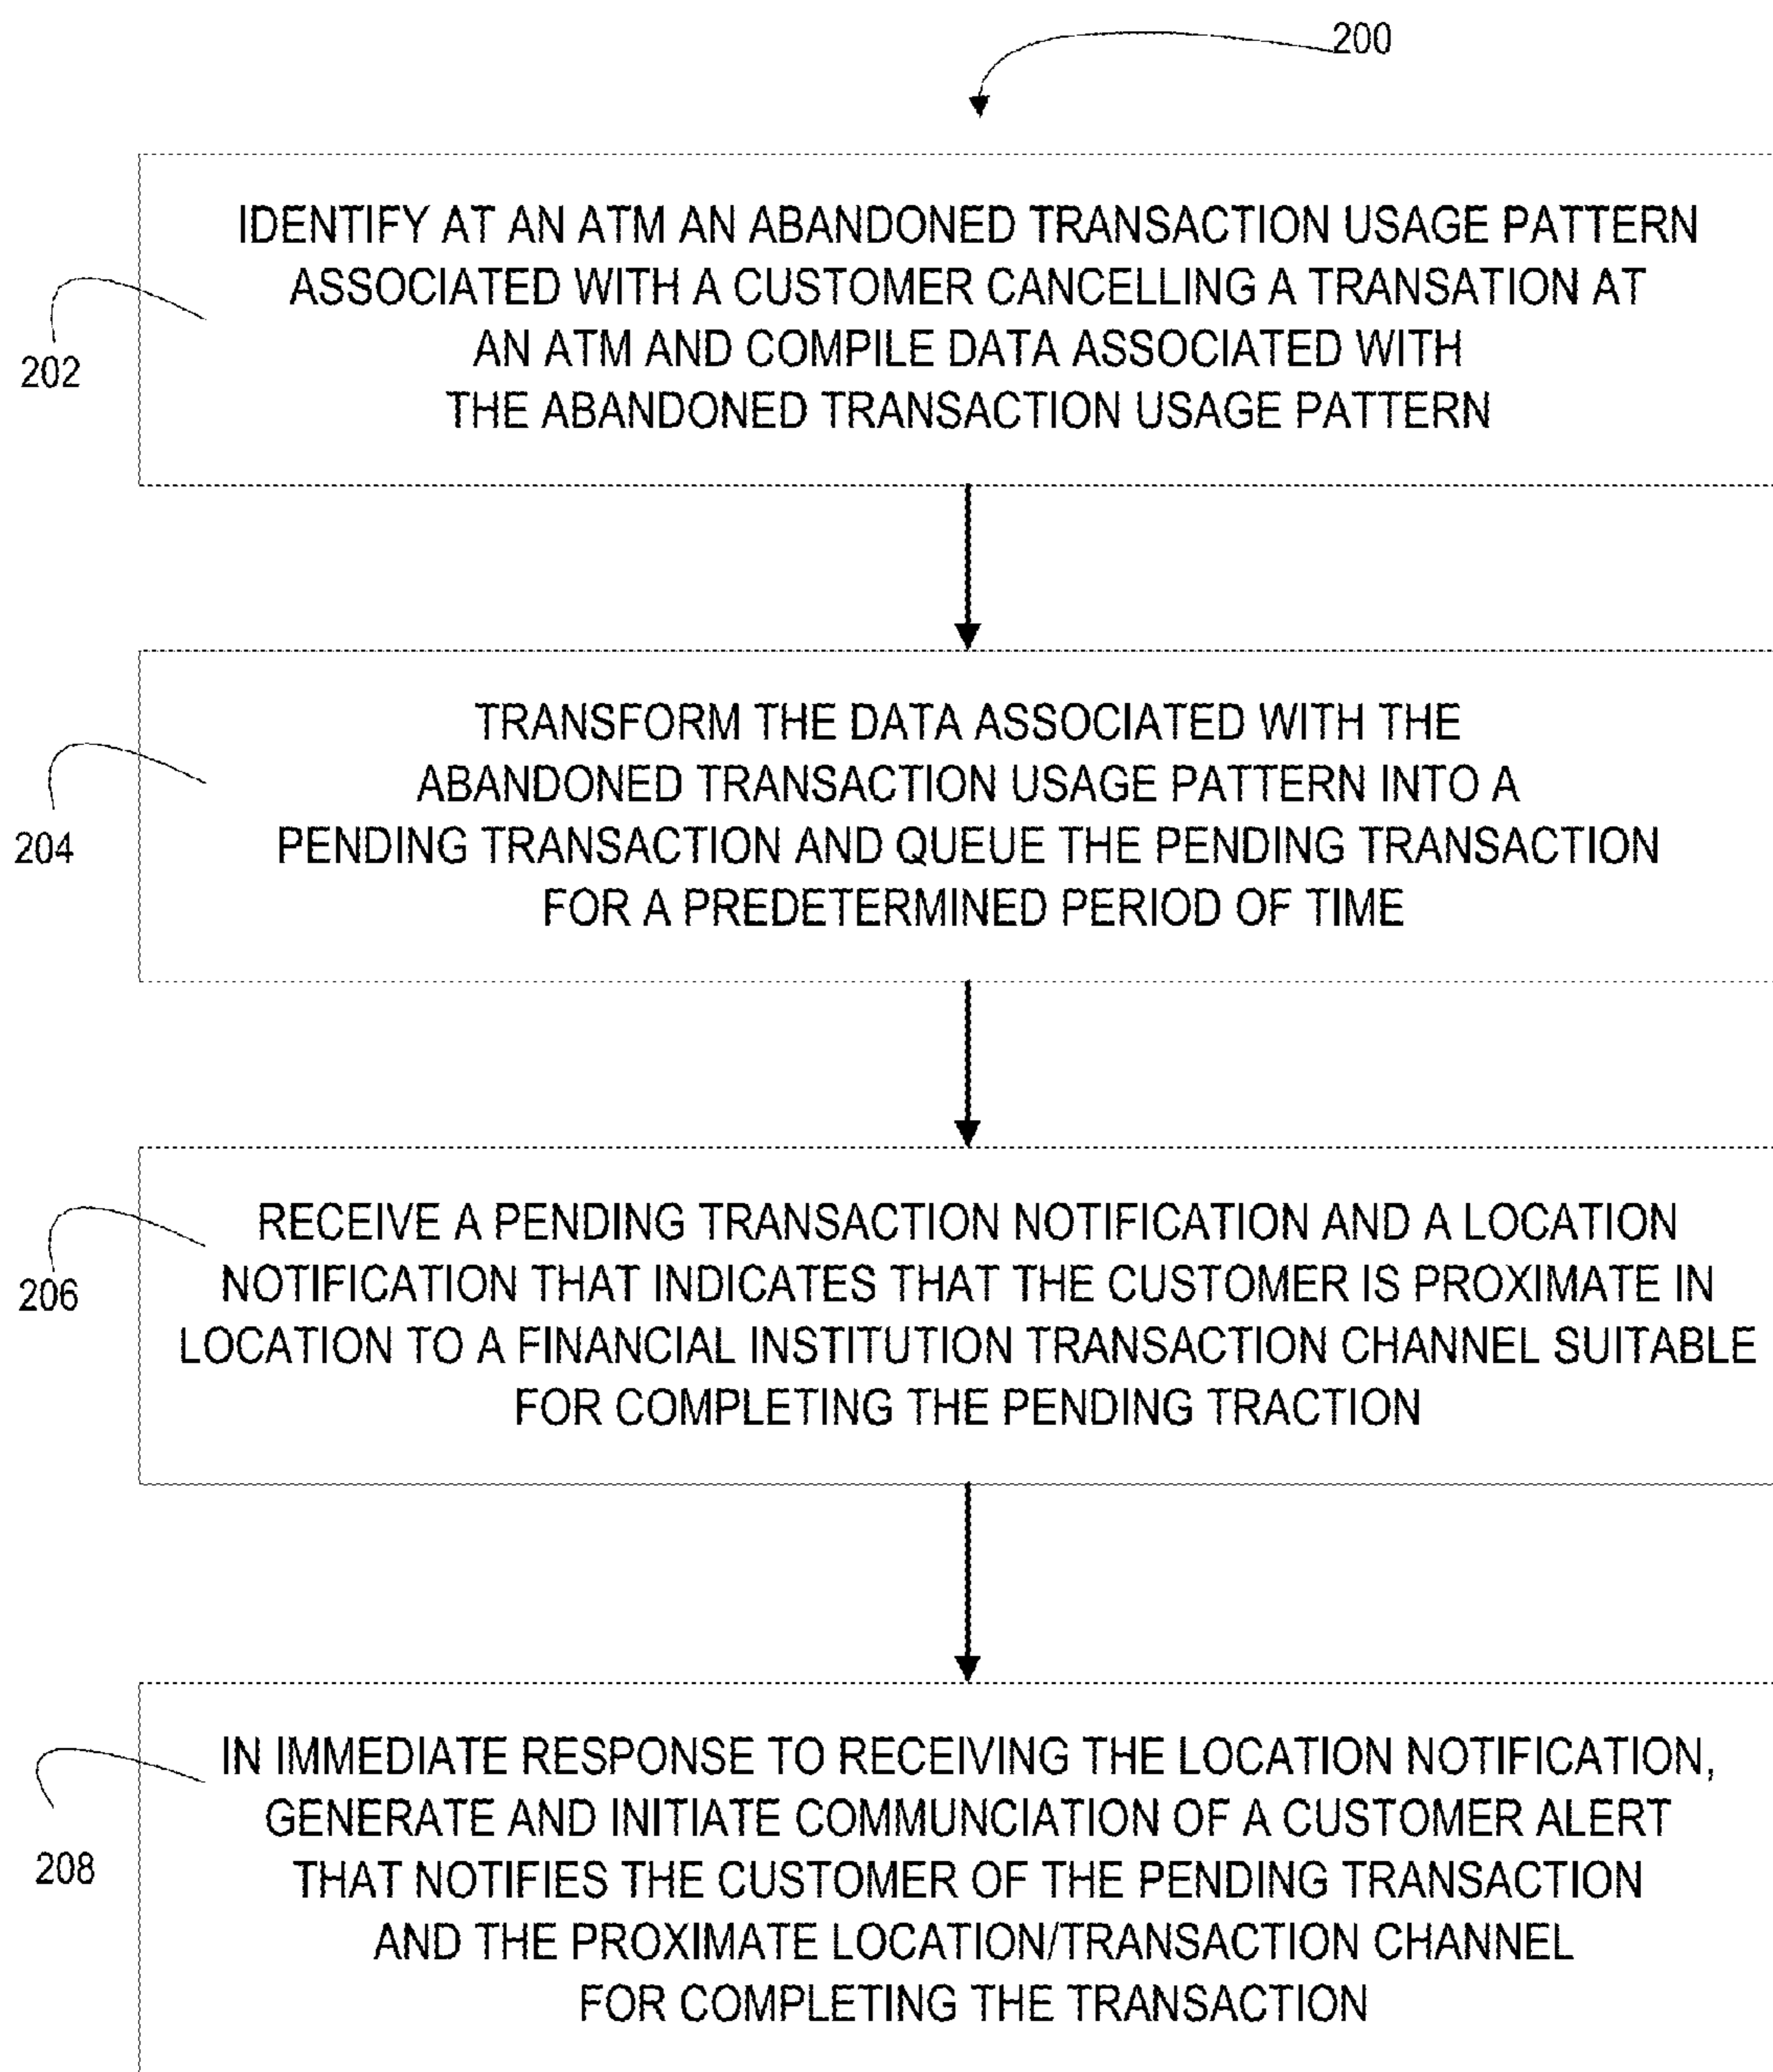 200
IDENTIFY AT AN ATM AN ABANDONED TRANSACTION USAGE PATTERN
ASSOCIATED WITH A CUSTOMER CANCELLING A TRANSATION AT
AN ATM AND COMPILE DATA ASSOCIATED WITH
THE ABANDONED TRANSACTION USAGE PATTERN
202
TRANSFORM THE DATA ASSOCIATED WITH THE
ABANDONED TRANSACTION USAGE PATTERN INTO A
PENDING TRANSACTION AND QUEUE THE PENDING TRANSACTION
FOR A PREDETERMINED PERIOD OF TIME
204
RECEIVE A PENDING TRANSACTION NOTIFICATION AND A LOCATION
NOTIFICATION THAT INDICATES THAT THE CUSTOMER IS PROXIMATE IN
LOCATION TO A FINANCIAL INSTITUTION TRANSACTION CHANNEL SUITABLE
FOR COMPLETING THE PENDING TRACTION
206
IN IMMEDIATE RESPONSE TO RECEIVING THE LOCATION NOTIFICATION,
GENERATE AND INITIATE COMMUNCIATION OF A CUSTOMER ALERT
THAT NOTIFIES THE CUSTOMER OF THE PENDING TRANSACTION
AND THE PROXIMATE LOCATION/TRANSACTION CHANNEL
FOR COMPLETING THE TRANSACTION
208